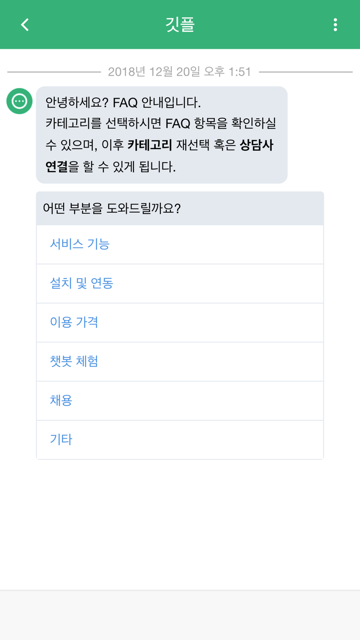 깃플
2018년 12월 20일 오후 1:51
안녕하세요? FAQ 안내입니다.
카테고리를 선택하시면 FAQ 항목을 확인하실
수 있으며, 이후 카테고리 재선택 혹은 상담사
연결을 할 수 있게 됩니다.
어떤 부분을 도와드릴까요?
서비스 기능
설치 및 연동
이용 가격
챗봇 체험
채용
기타